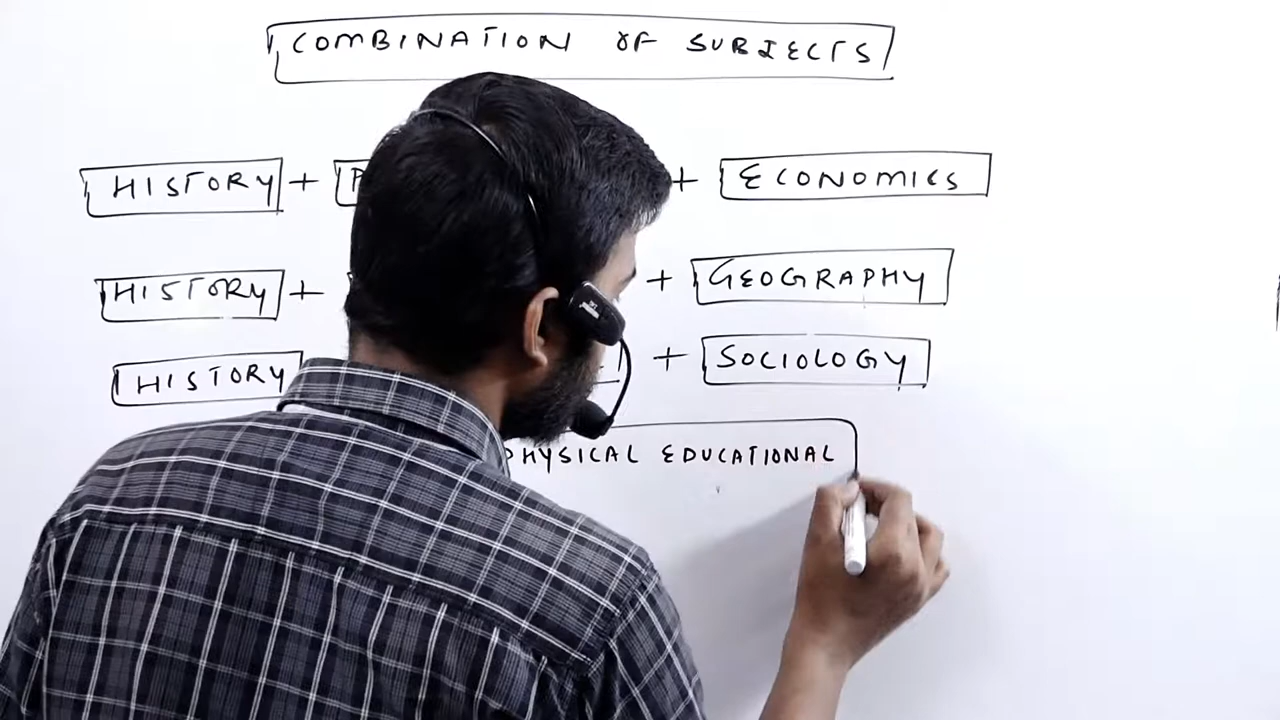 COMBINATION OF SUBJECTS
HISTORY + + ECONOMICS
HISTORY + + GEOGRAPHY
HISTORY + SOCIOLOGY
PHYSICAL EDUCATIONAL